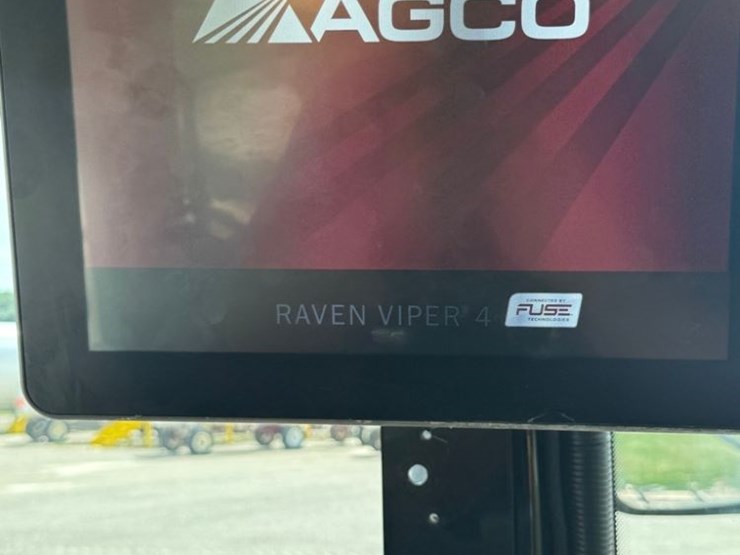 AGCO
RAVEN VIPER® 4
CONNECTED BY
FUSE
TECHNOLOGIES